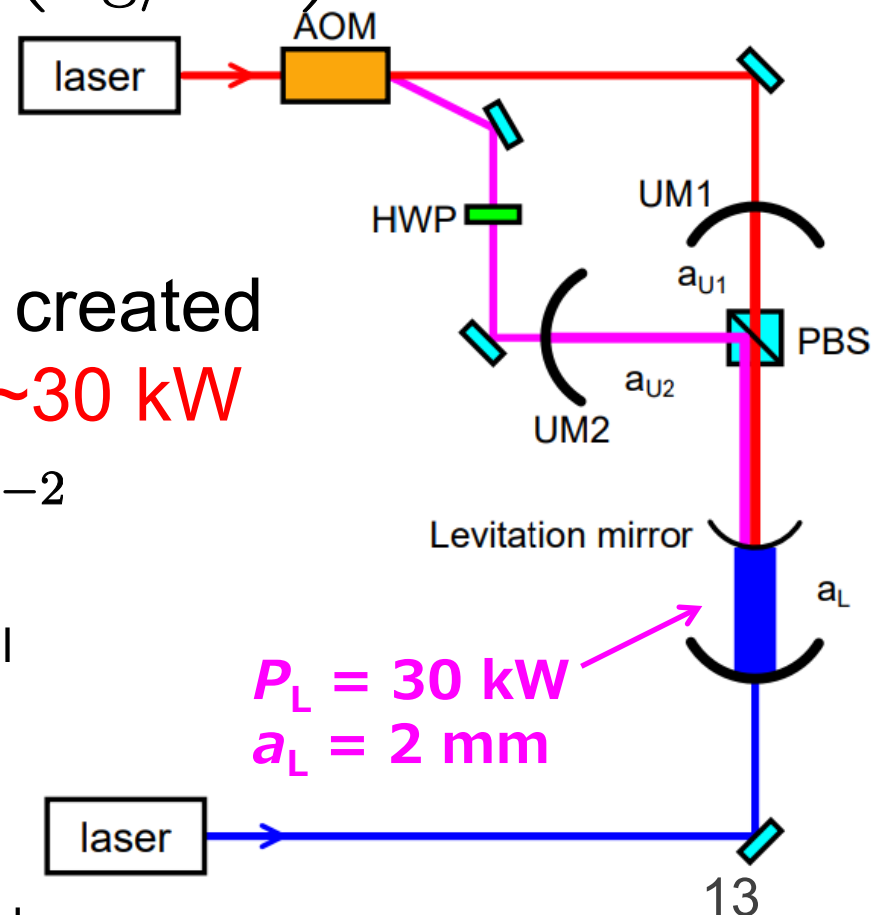 AOM
laser
UM1
HWP
a_U1
created
PBS
~30 kW
a_U2
UM2
−2
Levitation mirror
a_L
P_L = 30 kW
a_L = 2 mm
laser
13